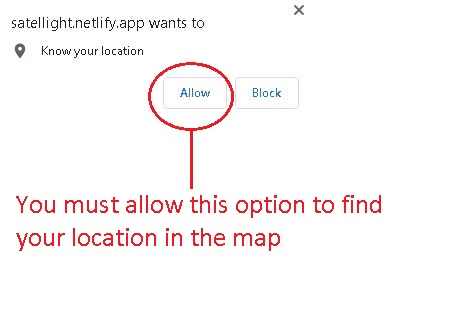 satellight.netlify.app wants to
Know your location
Allow Block
You must allow this option to find
your location in the map